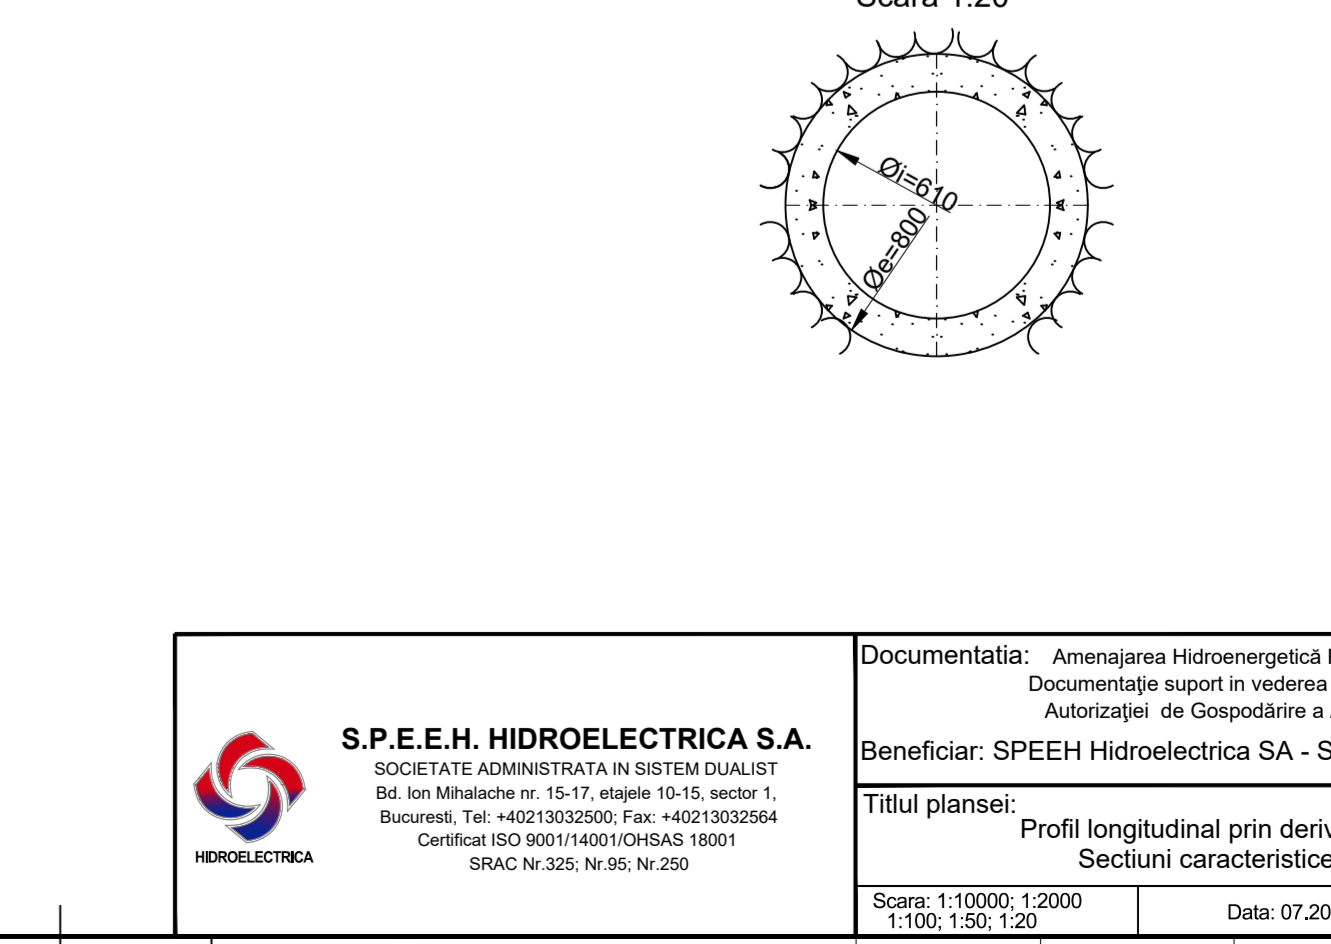 Scara 1:20
Øi=610
Øe=800
HIDROELECTRICA
S.P.E.E.H. HIDROELECTRICA S.A.
SOCIETATE ADMINISTRATA IN SISTEM DUALIST
Bd. Ion Mihalache nr. 15-17, etajele 10-15, sector 1,
Bucuresti, Tel: +40213032500; Fax: +40213032564
Certificat ISO 9001/14001/OHSAS 18001
SRAC Nr.325; Nr.95; Nr.250
Documentatia: Amenajarea Hidroenergetică
Documentaţie suport in vederea
Autorizaţiei de Gospodărire a
Beneficiar: SPEEH Hidroelectrica SA - S
Titlul plansei:
Profil longitudinal prin deriv
Sectiuni caracteristice
Scara: 1:10000; 1:2000
1:100; 1:50; 1:20
Data: 07.20